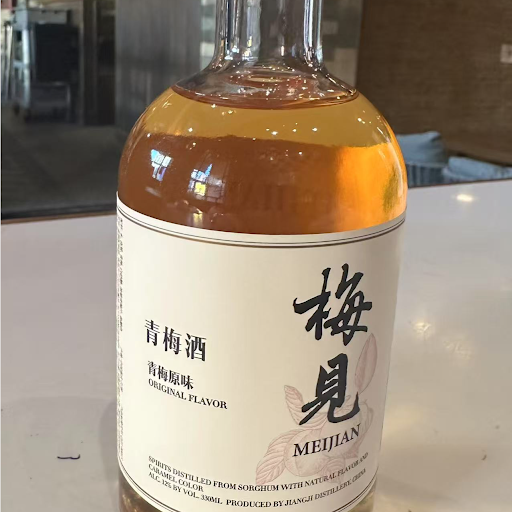 梅見
MEIJIAN
青梅酒
青梅原味
ORIGINAL FLAVOR
SPIRITS DISTILLED FROM SORGHUM WITH NATURAL FLAVOR AND
CARAMEL COLOR
ALC. 12% BY VOL. 330ML PRODUCED BY JIANGJI DISTILLERY, CHINA